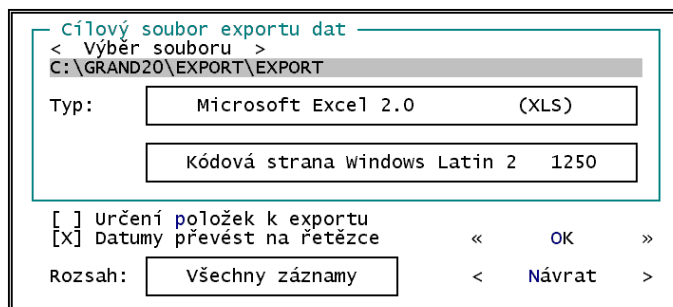 Cílový soubor exportu dat
< Výběr souboru >
C:\GRAND20\EXPORT\EXPORT
Typ: Microsoft Excel 2.0 (XLS)
Kódová strana Windows Latin 2 1250
[ ] Určení položek k exportu
[X] Datumy převést na řetězce « OK »
Rozsah: Všechny záznamy < Návrat >